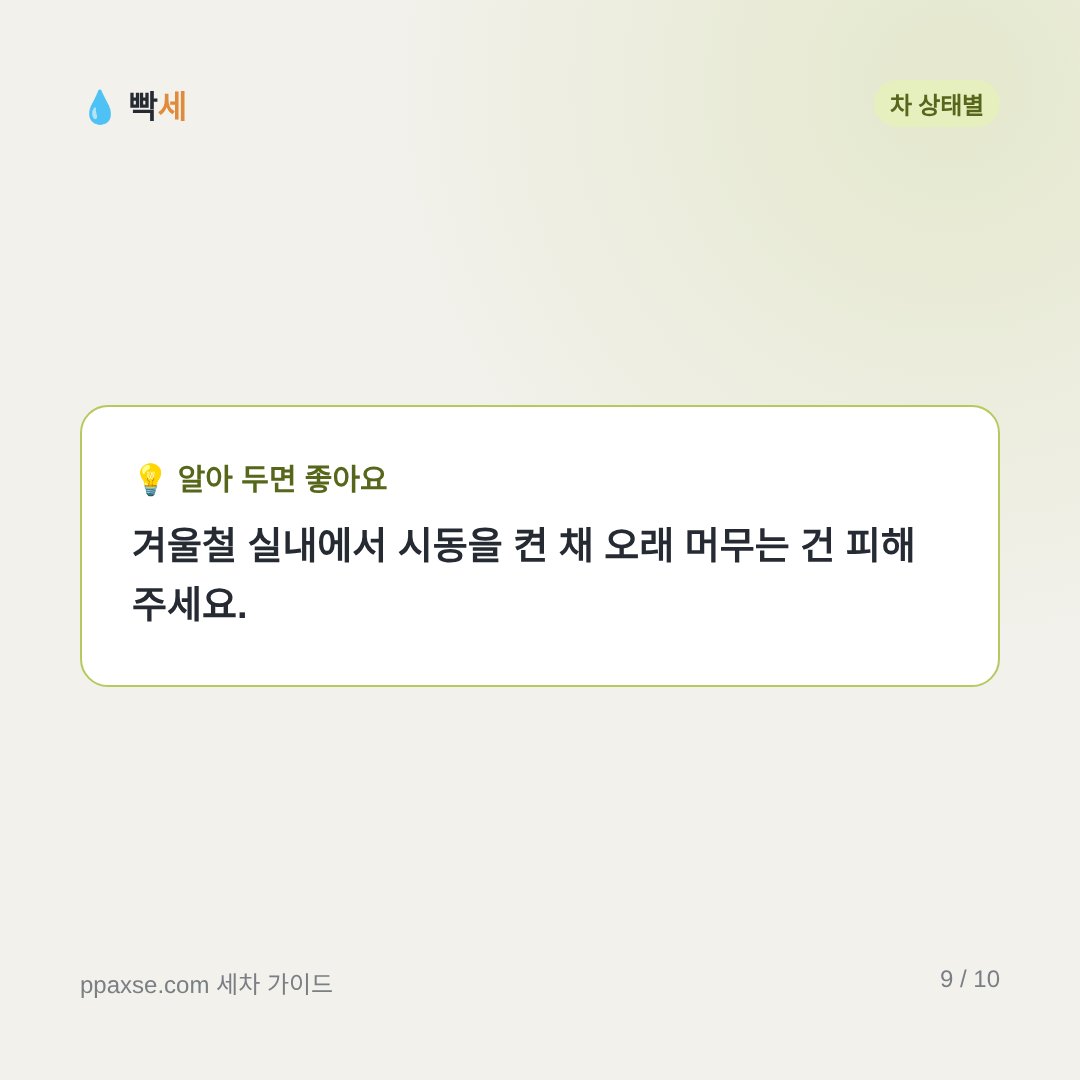 💧 빡세
차 상태별
💡 알아 두면 좋아요
겨울철 실내에서 시동을 켠 채 오래 머무는 건 피해
주세요.
ppaxse.com 세차 가이드
9 / 10